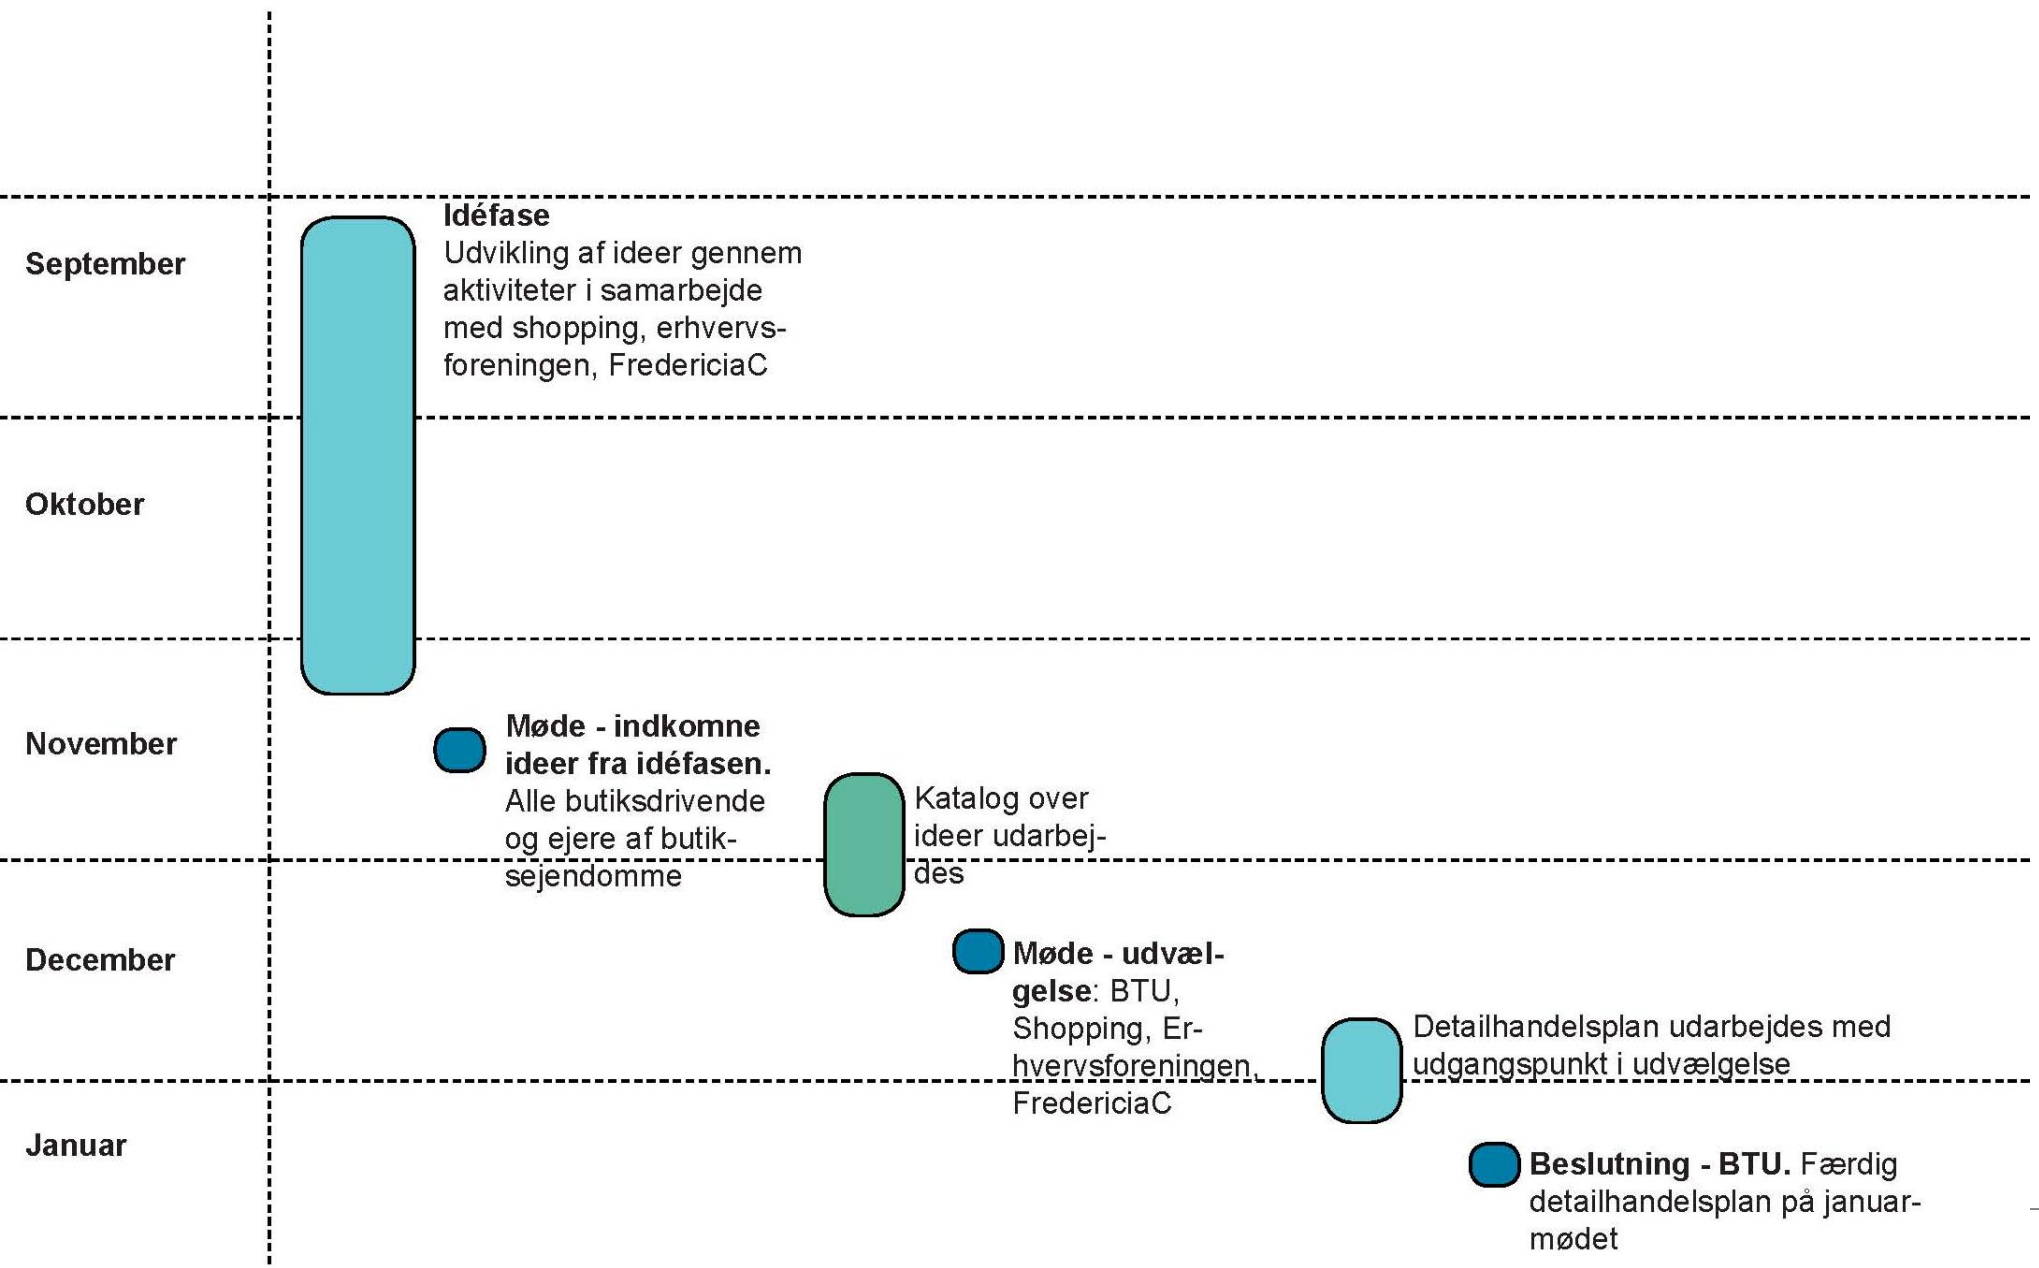 September
Idéfase
Udvikling af ideer gennem
aktiviteter i samarbejde
med shopping, erhvervs-
foreningen, FredericiaC
Oktober
November
Møde - indkomne
ideer fra idéfasen.
Alle butiksdrivende
og ejere af butik-
sejendomme
Katalog over
ideer udarbej-
des
December
Møde - udvæl-
gelse: BTU,
Shopping, Er-
hvervsforeningen,
FredericiaC
Detailhandelsplan udarbejdes med
udgangspunkt i udvælgelse
Januar
Beslutning - BTU. Færdig
detailhandelsplan på januar-
mødet